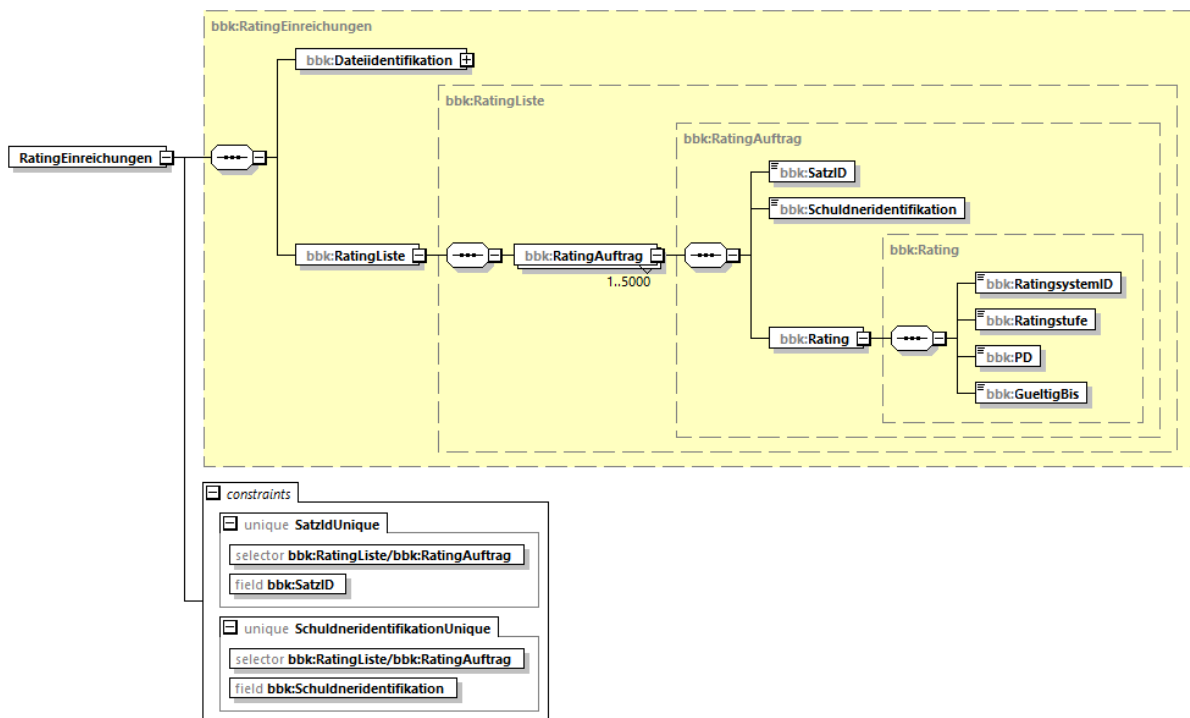 bbk:RatingEinreichungen
bbk:Dateiidentifikation
bbk:RatingListe
bbk:RatingAuftrag
RatingEinreichungen
bbk:SatzID
bbk:Schuldneridentifikation
bbk:RatingListe
bbk:RatingAuftrag
1..5000
bbk:Rating
bbk:RatingsystemID
bbk:Ratingstufe
bbk:Rating
bbk:PD
bbk:GueltigBis
constraints
unique SatzIdUnique
selector bbk:RatingListe/bbk:RatingAuftrag
field bbk:SatzID
unique SchuldneridentifikationUnique
selector bbk:RatingListe/bbk:RatingAuftrag
field bbk:Schuldneridentifikation